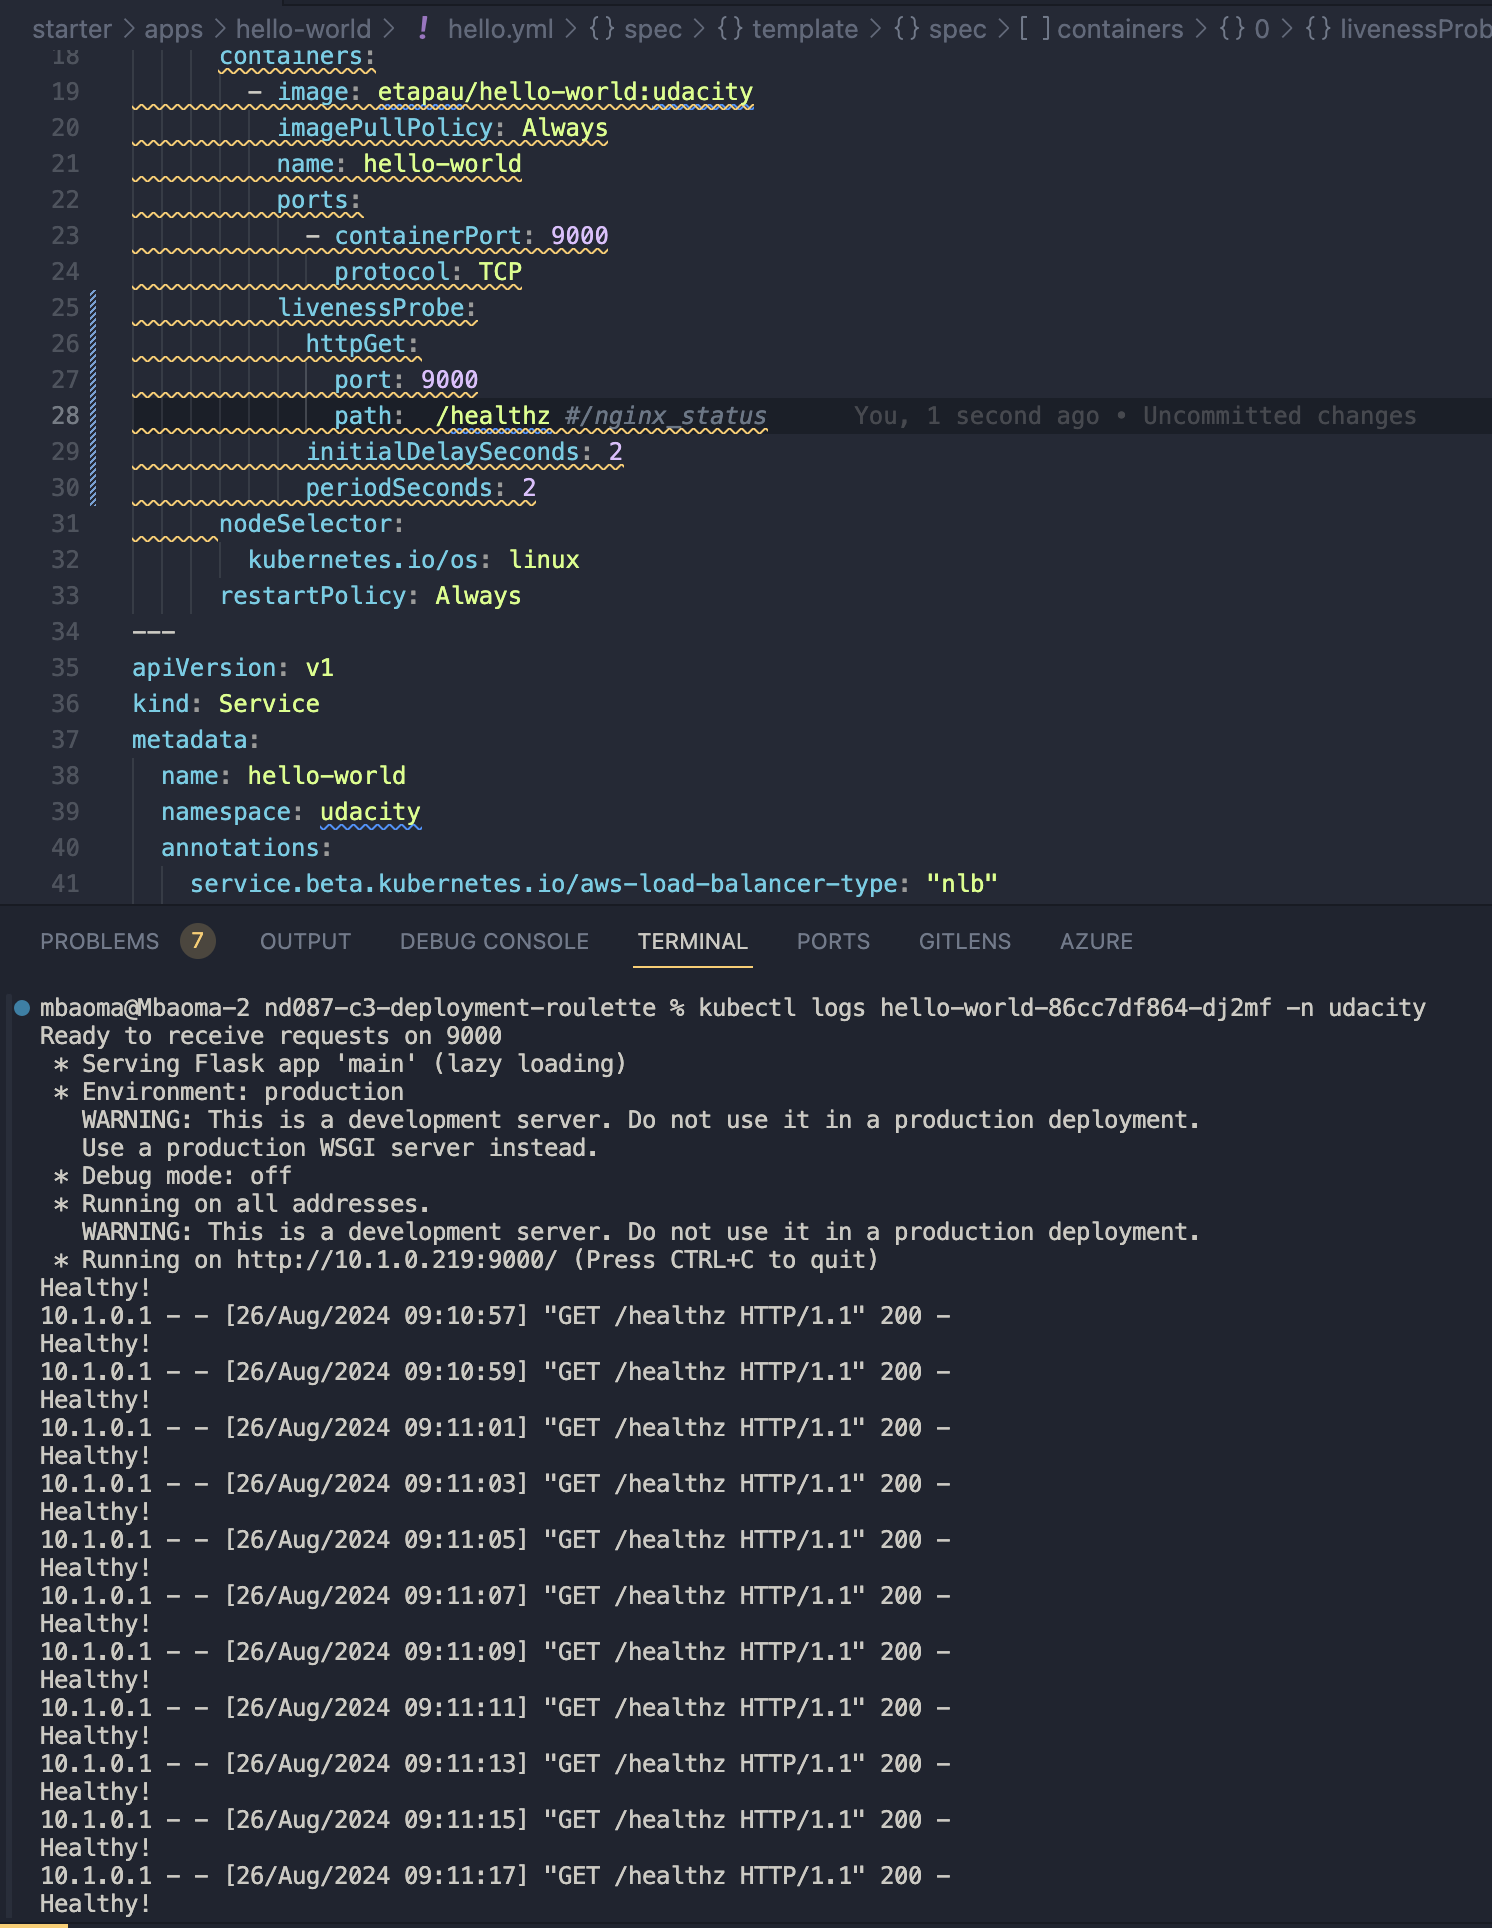 starter > apps > hello-world > ! hello.yml > {} spec > {} template > {} spec > [ ] containers > {} 0 > {} livenessProb
18 containers:
19 - image: etapau/hello-world:udacity
20 imagePullPolicy: Always
21 name: hello-world
22 ports:
23 - containerPort: 9000
24 protocol: TCP
25 livenessProbe:
26 httpGet:
27 port: 9000
28 path:  /healthz #/nginx_status You, 1 second ago • Uncommitted changes
29 initialDelaySeconds: 2
30 periodSeconds: 2
31 nodeSelector:
32 kubernetes.io/os: linux
33 restartPolicy: Always
34 ---
35 apiVersion: v1
36 kind: Service
37 metadata:
38 name: hello-world
39 namespace: udacity
40 annotations:
41 service.beta.kubernetes.io/aws-load-balancer-type: "nlb"
PROBLEMS 7 OUTPUT DEBUG CONSOLE TERMINAL PORTS GITLENS AZURE
mbaoma@Mbaoma-2 nd087-c3-deployment-roulette % kubectl logs hello-world-86cc7df864-dj2mf -n udacity
Ready to receive requests on 9000
* Serving Flask app 'main' (lazy loading)
* Environment: production
WARNING: This is a development server. Do not use it in a production deployment.
Use a production WSGI server instead.
* Debug mode: off
* Running on all addresses.
WARNING: This is a development server. Do not use it in a production deployment.
* Running on http://10.1.0.219:9000/ (Press CTRL+C to quit)
Healthy!
10.1.0.1 - - [26/Aug/2024 09:10:57] "GET /healthz HTTP/1.1" 200 -
Healthy!
10.1.0.1 - - [26/Aug/2024 09:10:59] "GET /healthz HTTP/1.1" 200 -
Healthy!
10.1.0.1 - - [26/Aug/2024 09:11:01] "GET /healthz HTTP/1.1" 200 -
Healthy!
10.1.0.1 - - [26/Aug/2024 09:11:03] "GET /healthz HTTP/1.1" 200 -
Healthy!
10.1.0.1 - - [26/Aug/2024 09:11:05] "GET /healthz HTTP/1.1" 200 -
Healthy!
10.1.0.1 - - [26/Aug/2024 09:11:07] "GET /healthz HTTP/1.1" 200 -
Healthy!
10.1.0.1 - - [26/Aug/2024 09:11:09] "GET /healthz HTTP/1.1" 200 -
Healthy!
10.1.0.1 - - [26/Aug/2024 09:11:11] "GET /healthz HTTP/1.1" 200 -
Healthy!
10.1.0.1 - - [26/Aug/2024 09:11:13] "GET /healthz HTTP/1.1" 200 -
Healthy!
10.1.0.1 - - [26/Aug/2024 09:11:15] "GET /healthz HTTP/1.1" 200 -
Healthy!
10.1.0.1 - - [26/Aug/2024 09:11:17] "GET /healthz HTTP/1.1" 200 -
Healthy!